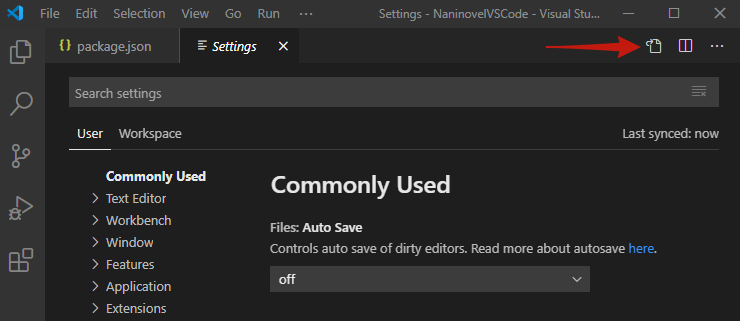 File Edit Selection View Go Run ··· Settings - NaninovelVSCode - Visual Stu...
{} package.json Settings
Search settings
User Workspace Last synced: now
Commonly Used Commonly Used
Text Editor
Workbench Files: Auto Save
Window Controls auto save of dirty editors. Read more about autosave here.
Features off
Application
Extensions